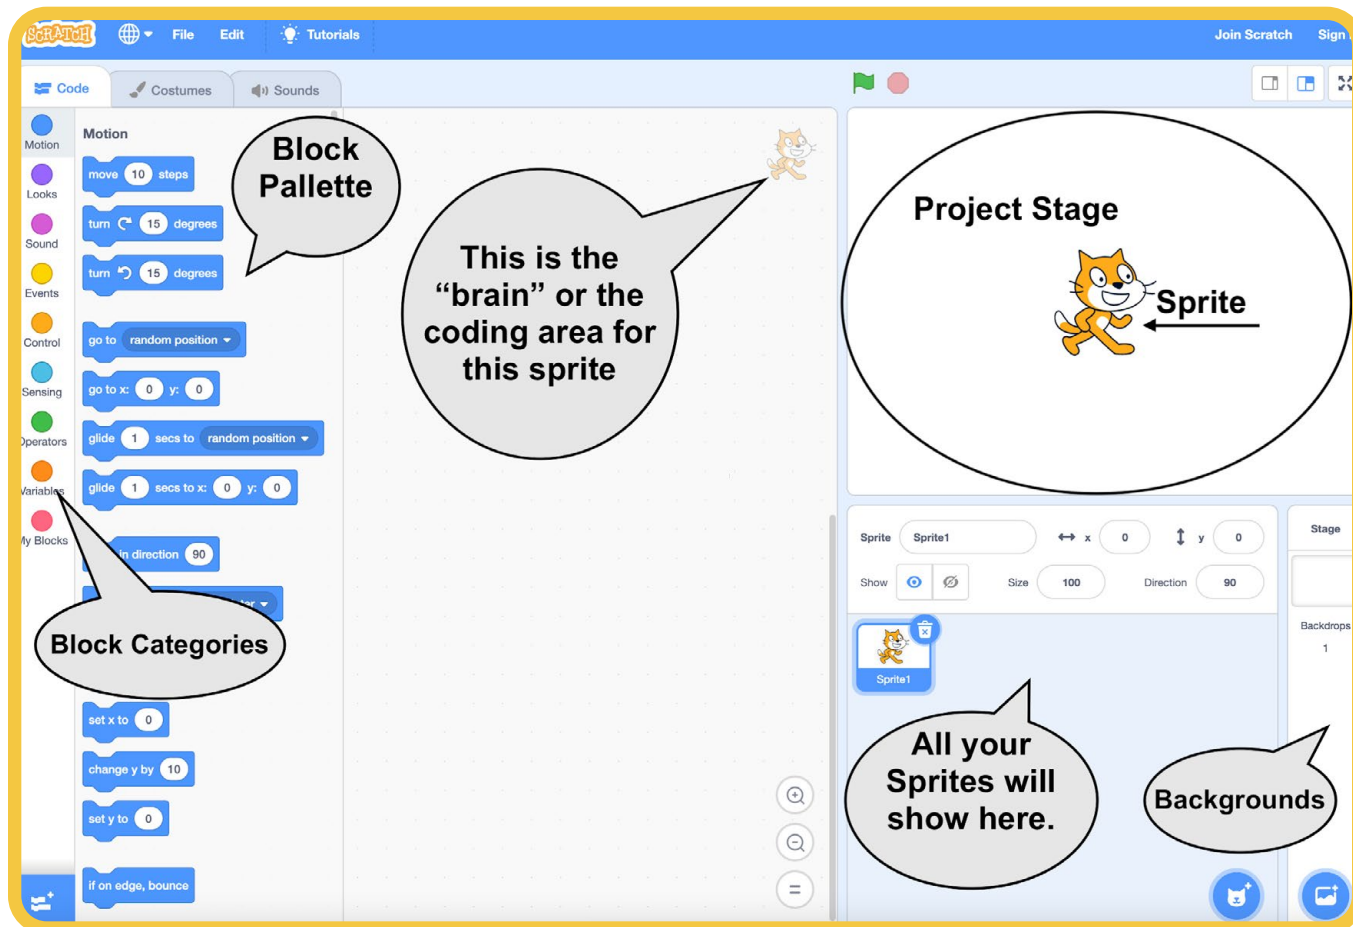 SCRATCH
File
Edit
Tutorials
Join Scratch
Sign
Code
Costumes
Sounds
Motion
Looks
Sound
Events
Control
Sensing
Operators
Variables
My Blocks
Motion
move 10 steps
turn 15 degrees
turn 15 degrees
go to random position
go to x: 0 y: 0
glide 1 secs to random position
glide 1 secs to x: 0 y: 0
in direction 90
set x to 0
change y by 10
set y to 0
if on edge, bounce
Block
Pallette
Block Categories
This is the
“brain” or the
coding area for
this sprite
Project Stage
Sprite
Sprite Sprite1 x 0 y 0
Show Size 100 Direction 90
Sprite1
All your
Sprites will
show here.
Stage
Backdrops
1
Backgrounds